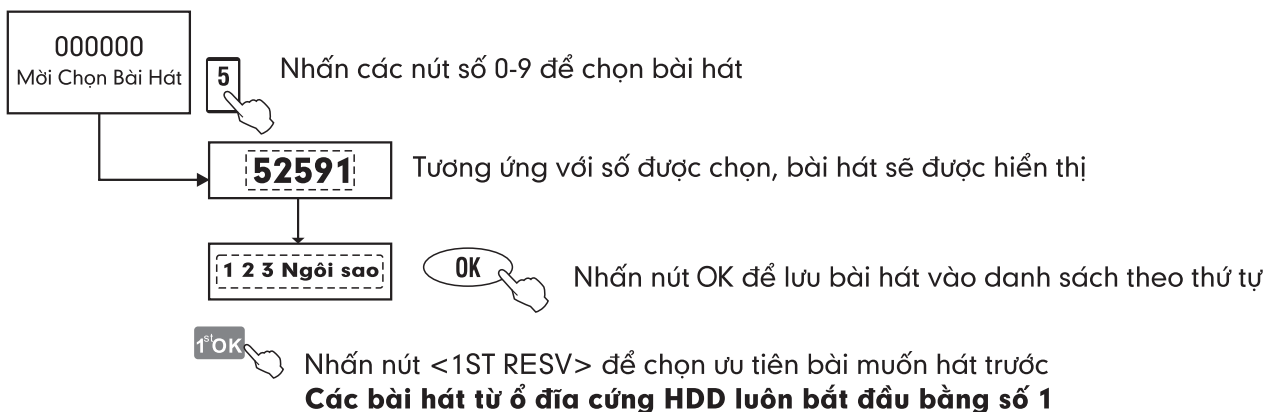 000000
Mời Chọn Bài Hát
5
Nhấn các nút số 0-9 để chọn bài hát
52591
Tương ứng với số được chọn, bài hát sẽ được hiển thị
1 2 3 Ngôi sao
OK
Nhấn nút OK để lưu bài hát vào danh sách theo thứ tự
1stOK
Nhấn nút <1ST RESV> để chọn ưu tiên bài muốn hát trước
Các bài hát từ ổ đĩa cứng HDD luôn bắt đầu bằng số 1